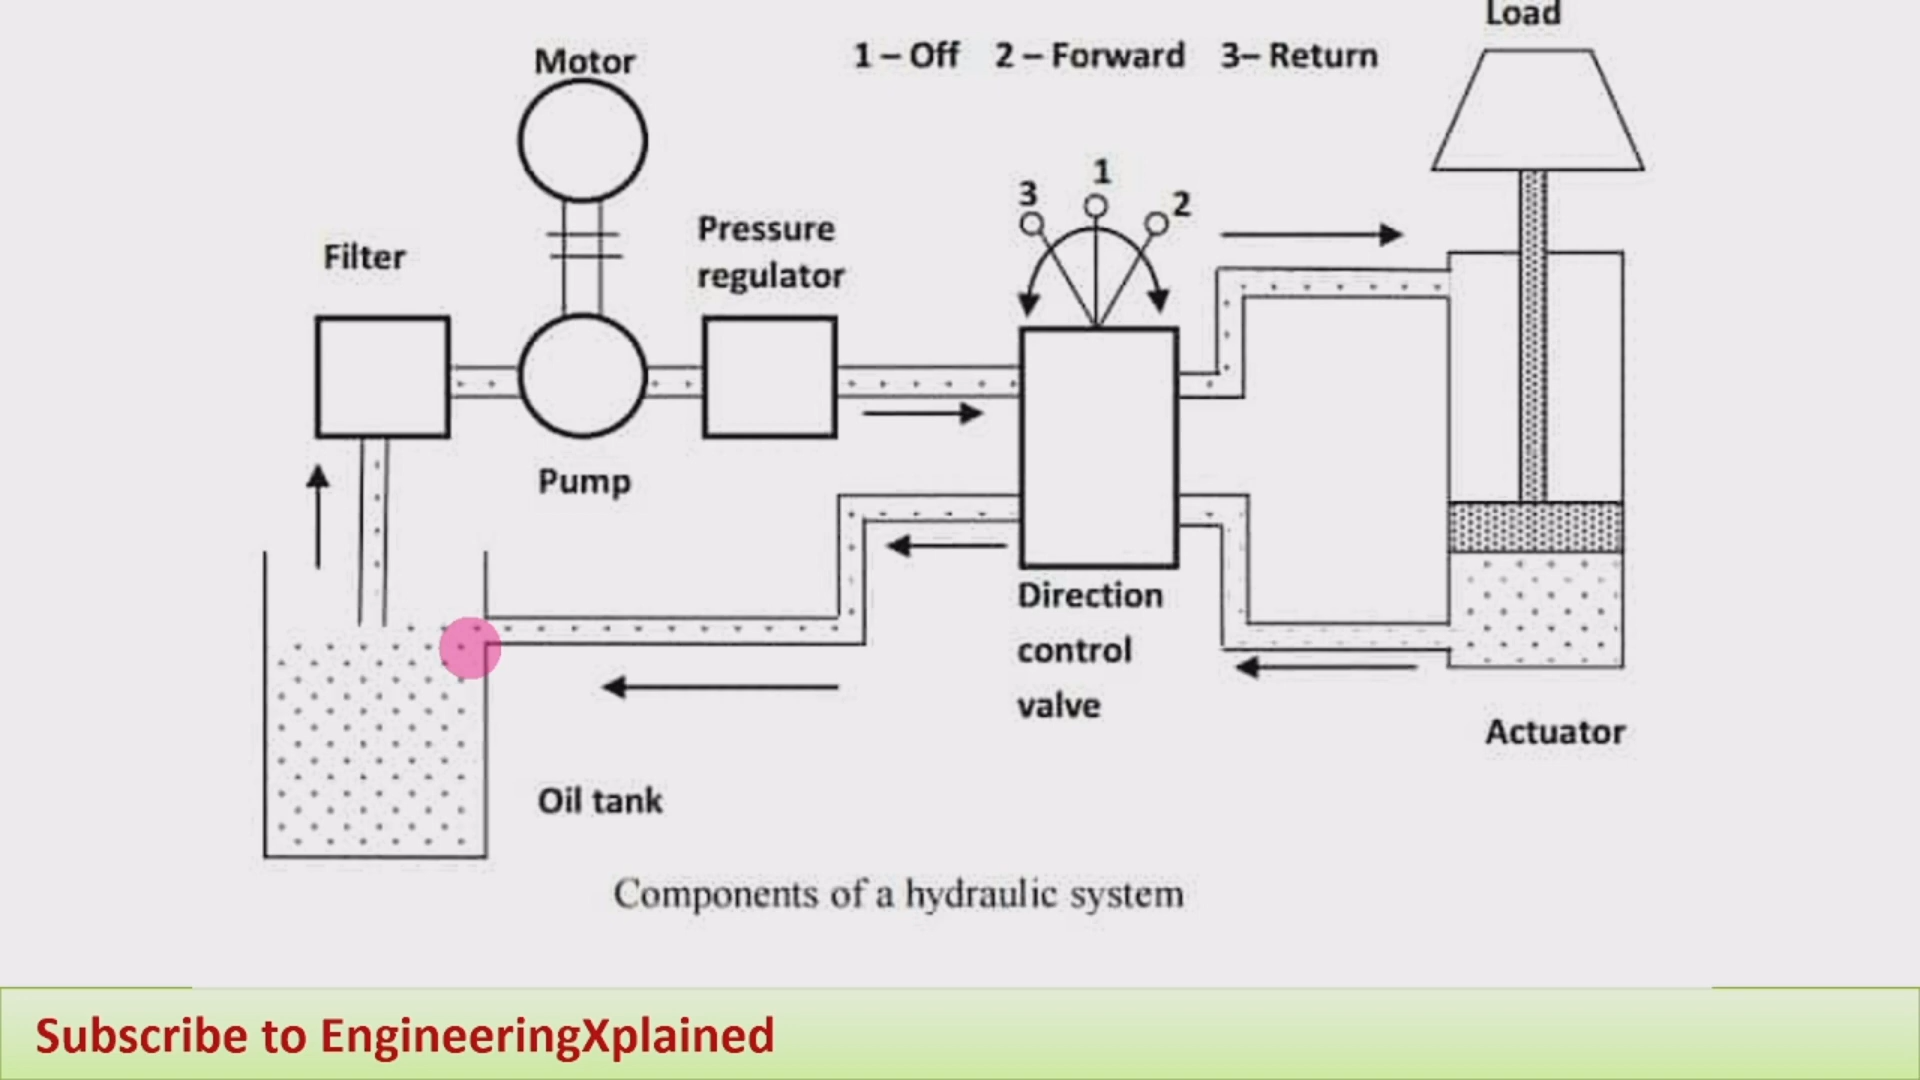 Load
Motor
1 – Off 2 – Forward 3– Return
1
3
2
Pressure
regulator
Filter
Pump
Direction
control
valve
Actuator
Oil tank
Components of a hydraulic system
Subscribe to EngineeringXplained